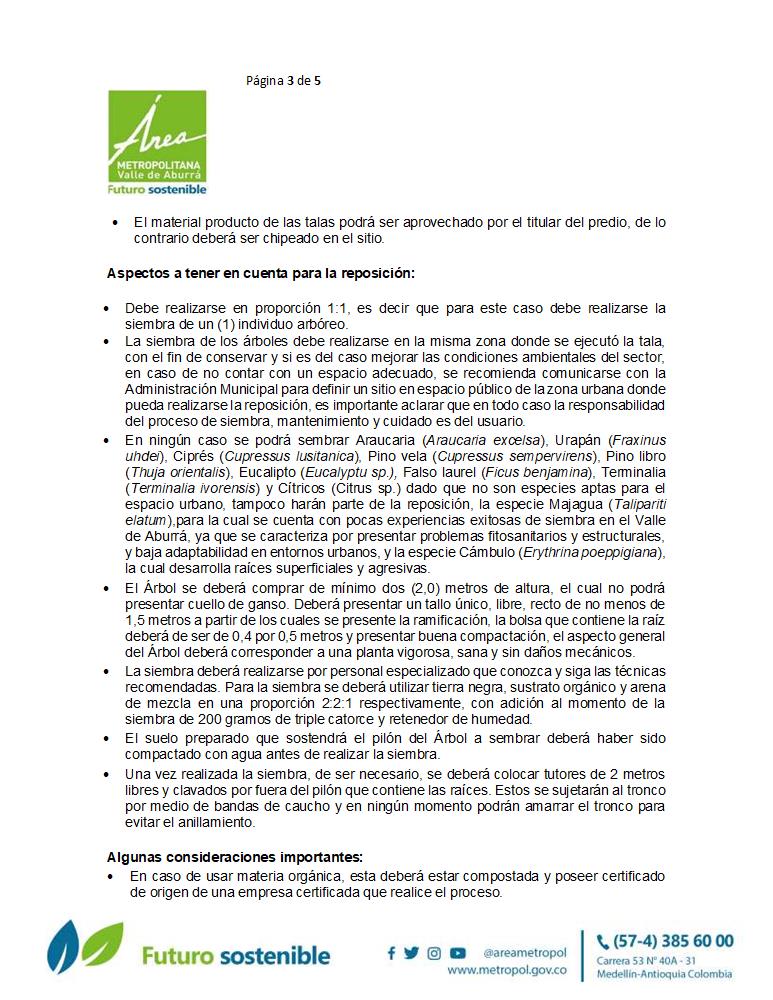 Página 3 de 5
Área
METROPOLITANA
Valle de Aburrá
Futuro sostenible
• El material producto de las talas podrá ser aprovechado por el titular del predio, de lo
contrario deberá ser chipeado en el sitio.
Aspectos a tener en cuenta para la reposición:
• Debe realizarse en proporción 1:1, es decir que para este caso debe realizarse la
siembra de un (1) individuo arbóreo.
• La siembra de los árboles debe realizarse en la misma zona donde se ejecutó la tala,
con el fin de conservar y si es del caso mejorar las condiciones ambientales del sector,
en caso de no contar con un espacio adecuado, se recomienda comunicarse con la
Administración Municipal para definir un sitio en espacio público de la zona urbana donde
pueda realizarse la reposición, es importante aclarar que en todo caso la responsabilidad
del proceso de siembra, mantenimiento y cuidado es del usuario.
• En ningún caso se podrá sembrar Araucaria (Araucaria excelsa), Urapán (Fraxinus
uhdei), Ciprés (Cupressus lusitanica), Pino vela (Cupressus sempervirens), Pino libro
(Thuja orientalis), Eucalipto (Eucalyptu sp.), Falso laurel (Ficus benjamina), Terminalia
(Terminalia ivorensis) y Cítricos (Citrus sp.) dado que no son especies aptas para el
espacio urbano, tampoco harán parte de la reposición, la especie Majagua (Talipariti
elatum),para la cual se cuenta con pocas experiencias exitosas de siembra en el Valle
de Aburrá, ya que se caracteriza por presentar problemas fitosanitarios y estructurales,
y baja adaptabilidad en entornos urbanos, y la especie Cámbulo (Erythrina poeppigiana),
la cual desarrolla raíces superficiales y agresivas.
• El Árbol se deberá comprar de mínimo dos (2,0) metros de altura, el cual no podrá
presentar cuello de ganso. Deberá presentar un tallo único, libre, recto de no menos de
1,5 metros a partir de los cuales se presente la ramificación, la bolsa que contiene la raíz
deberá de ser de 0,4 por 0,5 metros y presentar buena compactación, el aspecto general
del Árbol deberá corresponder a una planta vigorosa, sana y sin daños mecánicos.
• La siembra deberá realizarse por personal especializado que conozca y siga las técnicas
recomendadas. Para la siembra se deberá utilizar tierra negra, sustrato orgánico y arena
de mezcla en una proporción 2:2:1 respectivamente, con adición al momento de la
siembra de 200 gramos de triple catorce y retenedor de humedad.
• El suelo preparado que sostendrá el pilón del Árbol a sembrar deberá haber sido
compactado con agua antes de realizar la siembra.
• Una vez realizada la siembra, de ser necesario, se deberá colocar tutores de 2 metros
libres y clavados por fuera del pilón que contiene las raíces. Estos se sujetarán al tronco
por medio de bandas de caucho y en ningún momento podrán amarrar el tronco para
evitar el anillamiento.
Algunas consideraciones importantes:
• En caso de usar materia orgánica, esta deberá estar compostada y poseer certificado
de origen de una empresa certificada que realice el proceso.
Futuro sostenible
@areametropol
www.metropol.gov.co
(57-4) 385 60 00
Carrera 53 N° 40A - 31
Medellín-Antioquia Colombia